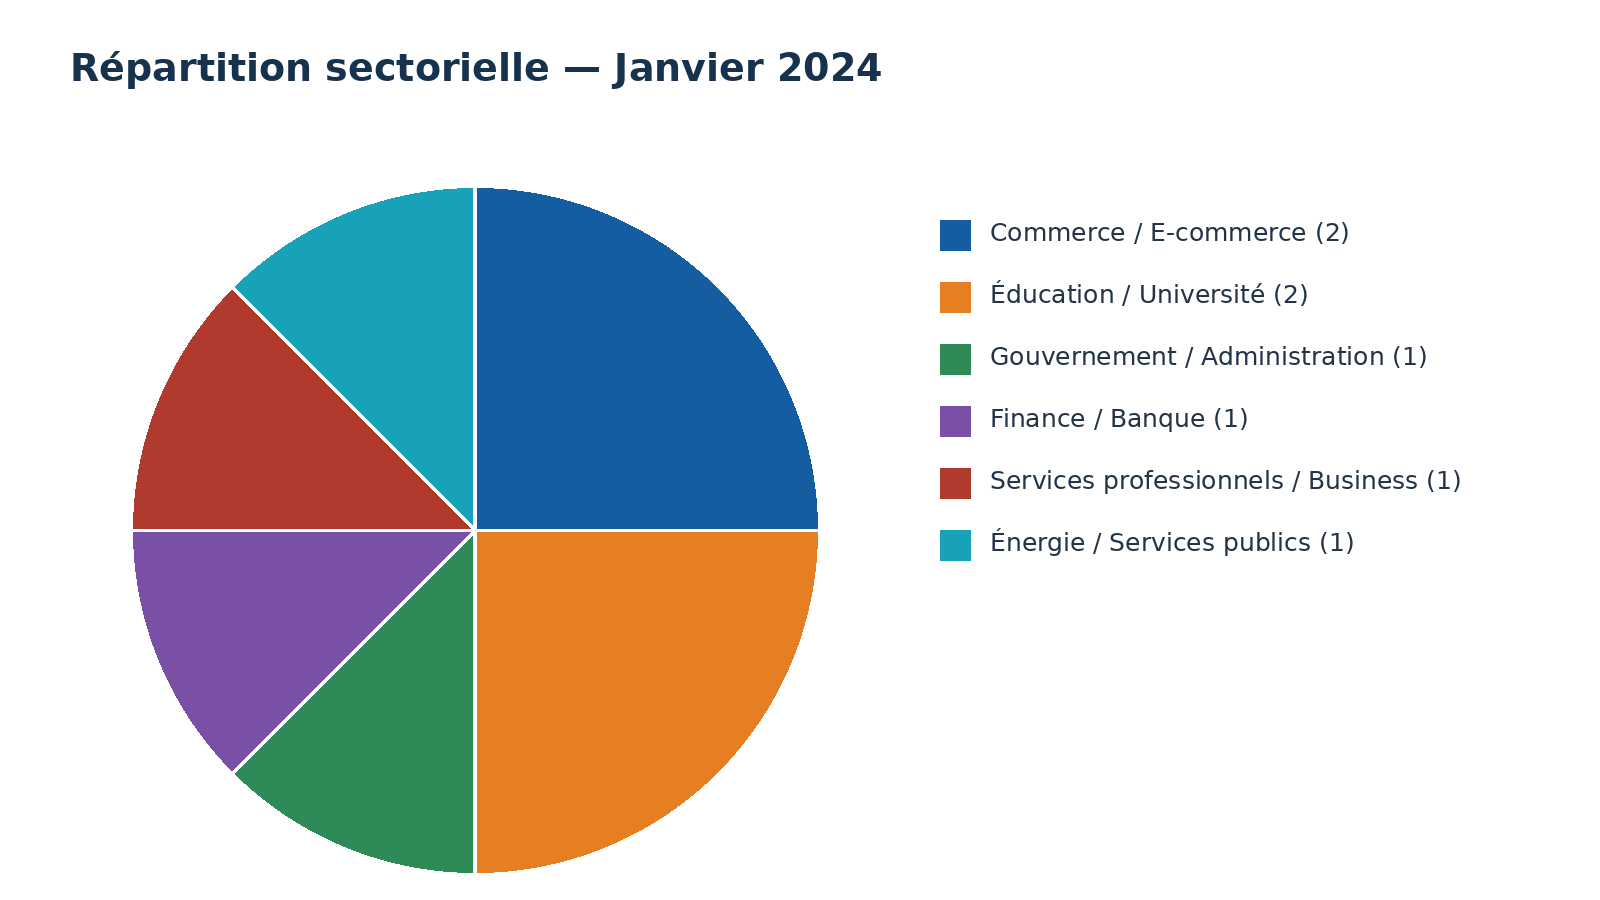 Répartition sectorielle — Janvier 2024
Commerce / E-commerce (2)
Éducation / Université (2)
Gouvernement / Administration (1)
Finance / Banque (1)
Services professionnels / Business (1)
Énergie / Services publics (1)